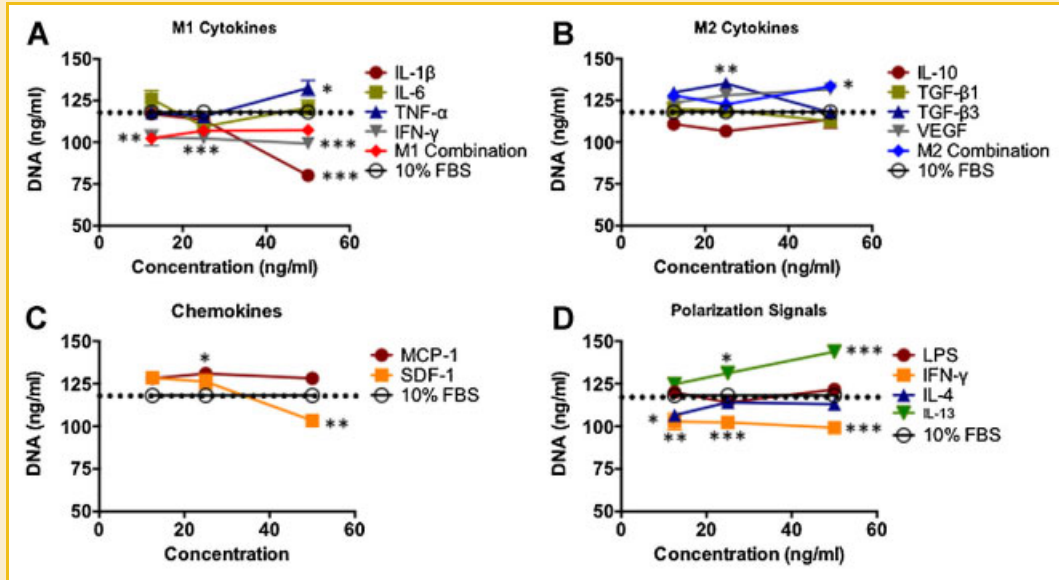 A
M1 Cytokines
DNA (ng/ml)
150
125
100
75
50
0
20
40
60
Concentration (ng/ml)
*
**
***
***
***
IL-1β
IL-6
TNF-α
IFN-γ
M1 Combination
10% FBS
B
M2 Cytokines
DNA (ng/ml)
150
125
100
75
50
0
20
40
60
Concentration (ng/ml)
**
*
IL-10
TGF-β1
TGF-β3
VEGF
M2 Combination
10% FBS
C
Chemokines
DNA (ng/ml)
150
125
100
75
50
0
20
40
60
Concentration
*
**
MCP-1
SDF-1
10% FBS
D
Polarization Signals
DNA (ng/ml)
150
125
100
75
50
0
20
40
60
Concentration (ng/ml)
*
***
*
**
***
***
LPS
IFN-γ
IL-4
IL-13
10% FBS